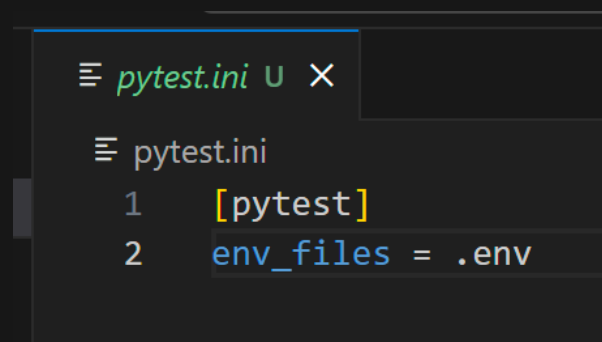 pytest.ini U
pytest.ini
1 [pytest]
2 env_files = .env